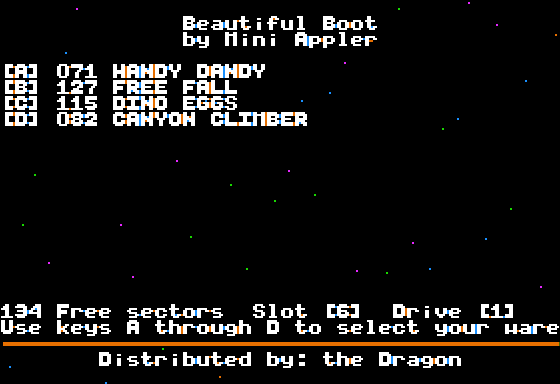 Beautiful Boot
by Mini Appler
[A] 071 HANDY DANDY
[B] 127 FREE FALL
[C] 115 DINO EGGS
[D] 082 CANYON CLIMBER
134 Free sectors Slot [6] Drive [1]
Use keys A through D to select your ware
Distributed by: the Dragon